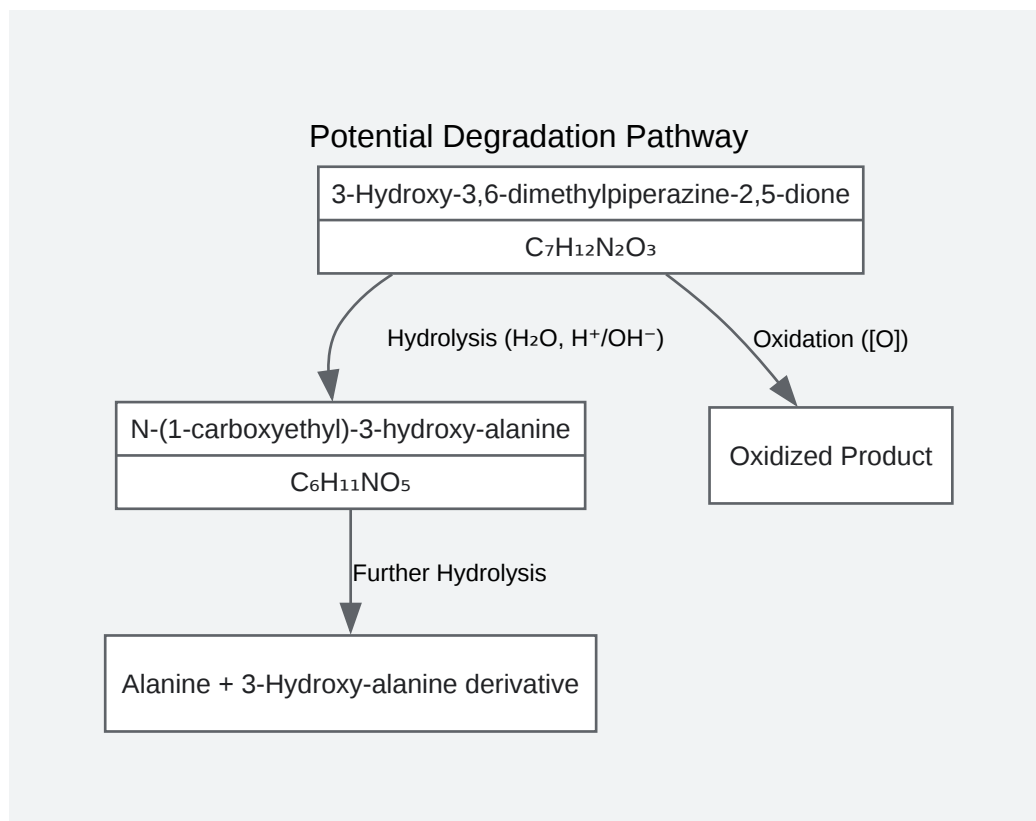 Potential Degradation Pathway
3-Hydroxy-3,6-dimethylpiperazine-2,5-dione
C₇H₁₂N₂O₃
Hydrolysis (H₂O, H⁺/OH⁻)
Oxidation ([O])
N-(1-carboxyethyl)-3-hydroxy-alanine
C₆H₁₁NO₅
Oxidized Product
Further Hydrolysis
Alanine + 3-Hydroxy-alanine derivative